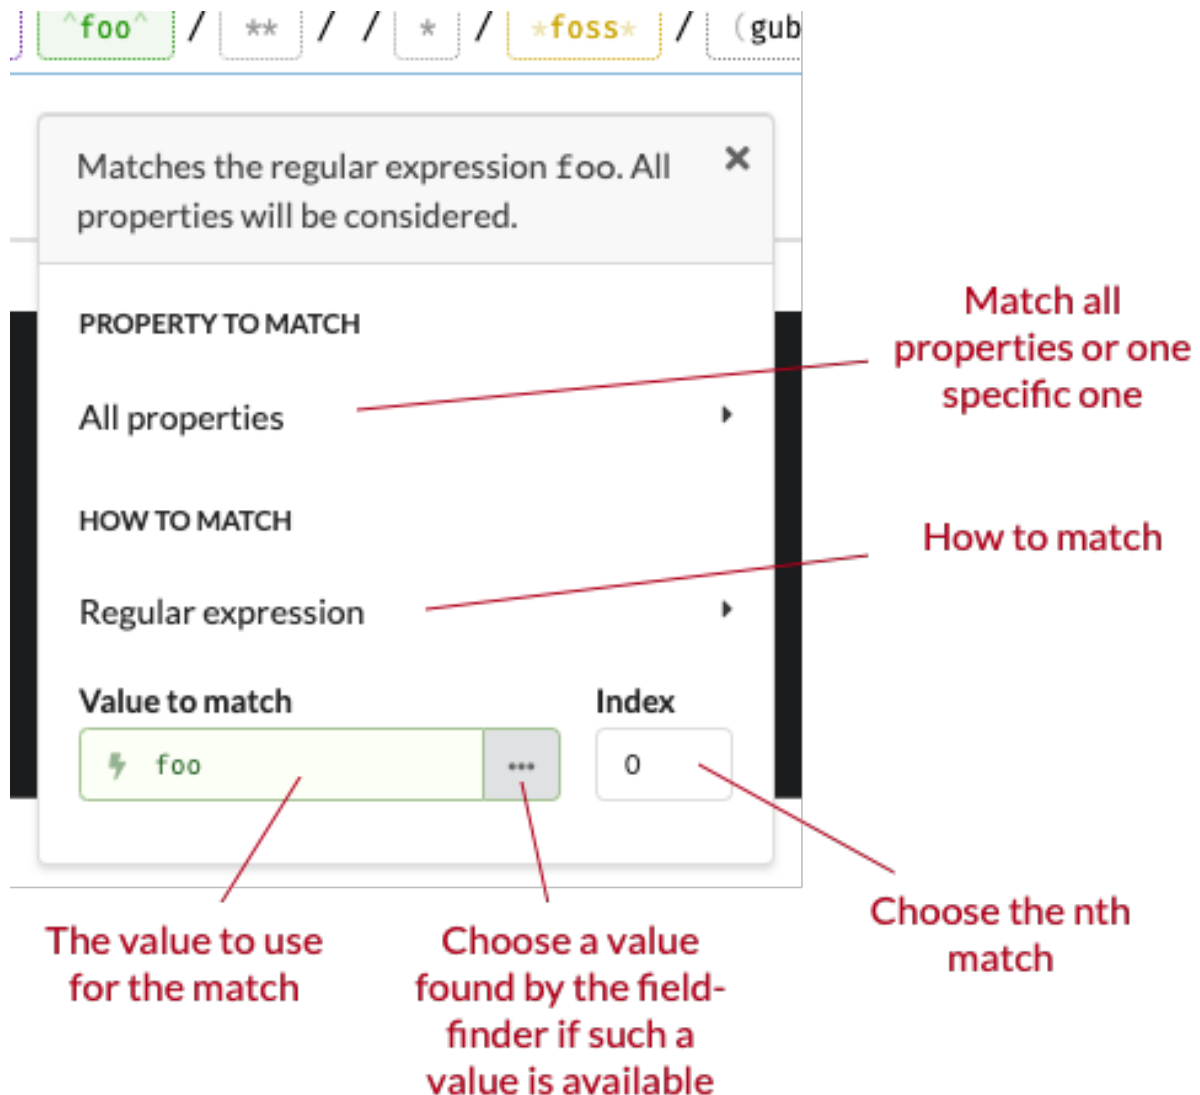 ^foo^ / ** / / * / *foss* / (gub
Matches the regular expression foo. All
properties will be considered.
PROPERTY TO MATCH
All properties
HOW TO MATCH
Regular expression
Value to match Index
foo ... 0
Match all
properties or one
specific one
How to match
The value to use
for the match
Choose a value
found by the field-
finder if such a
value is available
Choose the nth
match